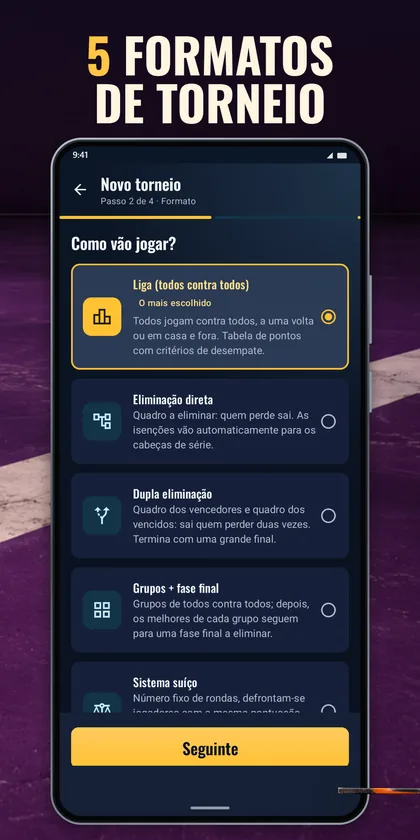 5 FORMATOS
DE TORNEIO
9:41
Novo torneio
Passo 2 de 4 · Formato
Como vão jogar?
Liga (todos contra todos)
O mais escolhido
Todos jogam contra todos, a uma volta
ou em casa e fora. Tabela de pontos
com critérios de desempate.
Eliminação direta
Quadro a eliminar: quem perde sai. As
isenções vão automaticamente para os
cabeças de série.
Dupla eliminação
Quadro dos vencedores e quadro dos
vencidos: sai quem perder duas vezes.
Termina com uma grande final.
Grupos + fase final
Grupos de todos contra todos; depois,
os melhores de cada grupo seguem
para uma fase final a eliminar.
Sistema suíço
Número fixo de rondas, defrontam-se
jogadores com a mesma pontuação
Seguinte